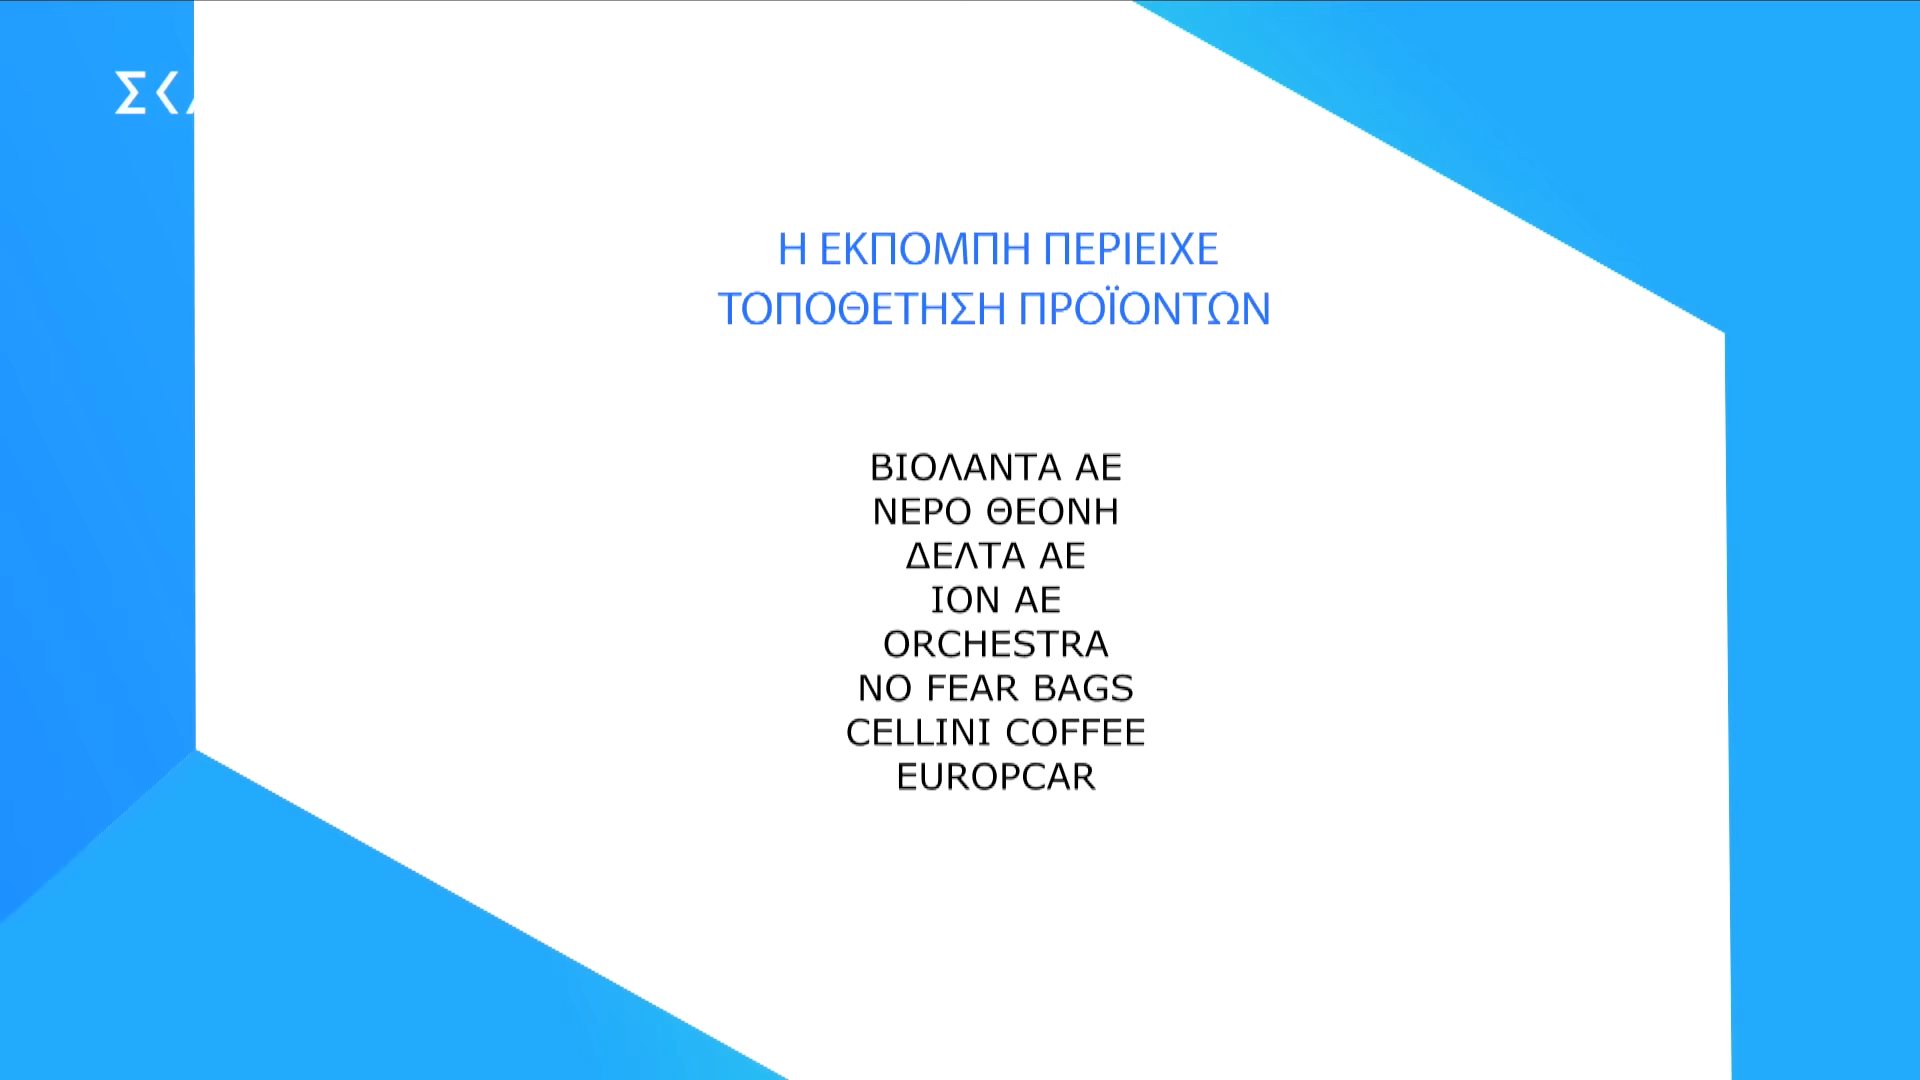 ΣΚ
Η ΕΚΠΟΜΠΗ ΠΕΡΙΕΙΧΕ
ΤΟΠΟΘΕΤΗΣΗ ΠΡΟΪΟΝΤΩΝ
ΒΙΟΛΑΝΤΑ ΑΕ
ΝΕΡΟ ΘΕΟΝΗ
ΔΕΛΤΑ ΑΕ
ΙΟΝ ΑΕ
ORCHESTRA
NO FEAR BAGS
CELLINI COFFEE
EUROPCAR